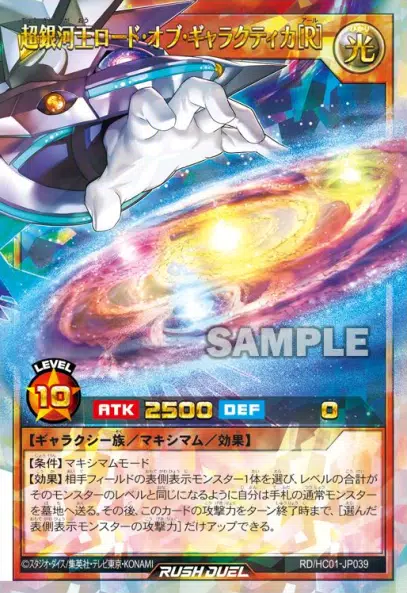 超銀河王ロード・オブ・ギャラクティカ[R]
光
SAMPLE
LEVEL
10
ATK 2500 DEF 0
【ギャラクシー族/マキシマム/効果】
【条件】マキシマムモード
【効果】相手フィールドの表側表示モンスター1体を選び、レベルの合計が
そのモンスターのレベルと同じになるように自分は手札の通常モンスター
を墓地へ送る。その後、このカードの攻撃力をターン終了時まで、[選んだ
表側表示モンスターの攻撃力]だけアップできる。
©スタジオ・ダイス/集英社・テレビ東京・KONAMI
RUSH DUEL
RD/HC01-JP039